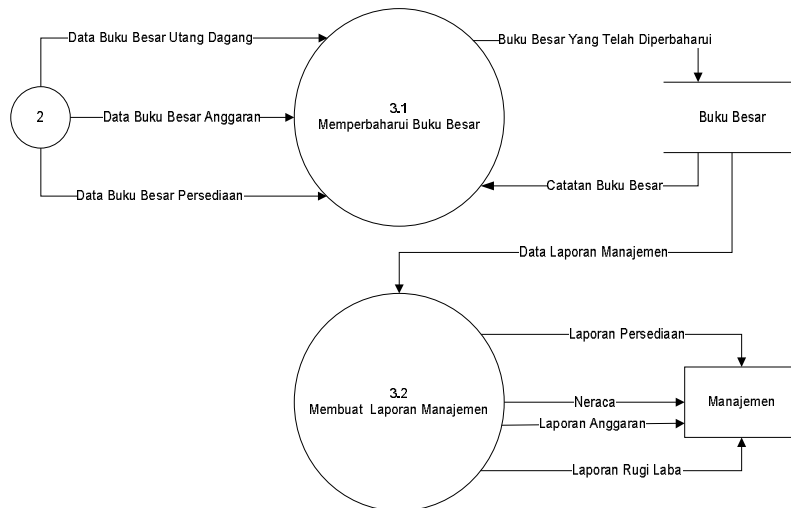 Data Buku Besar Utang Dagang
Buku Besar Yang Telah Diperbaharui
2
Data Buku Besar Anggaran
3.1
Memperbaharui Buku Besar
Buku Besar
Data Buku Besar Persediaan
Catatan Buku Besar
Data Laporan Manajemen
Laporan Persediaan
3.2
Membuat Laporan Manajemen
Neraca
Manajemen
Laporan Anggaran
Laporan Rugi Laba